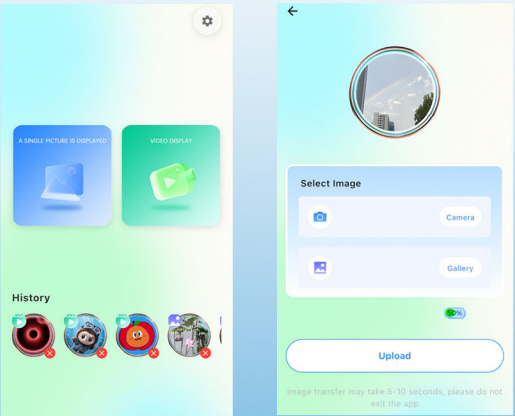 A SINGLE PICTURE IS DISPLAYED
VIDEO DISPLAY
History
Select Image
Camera
Gallery
50%
Upload
Image transfer may take 5-10 seconds, please do not
exit the app